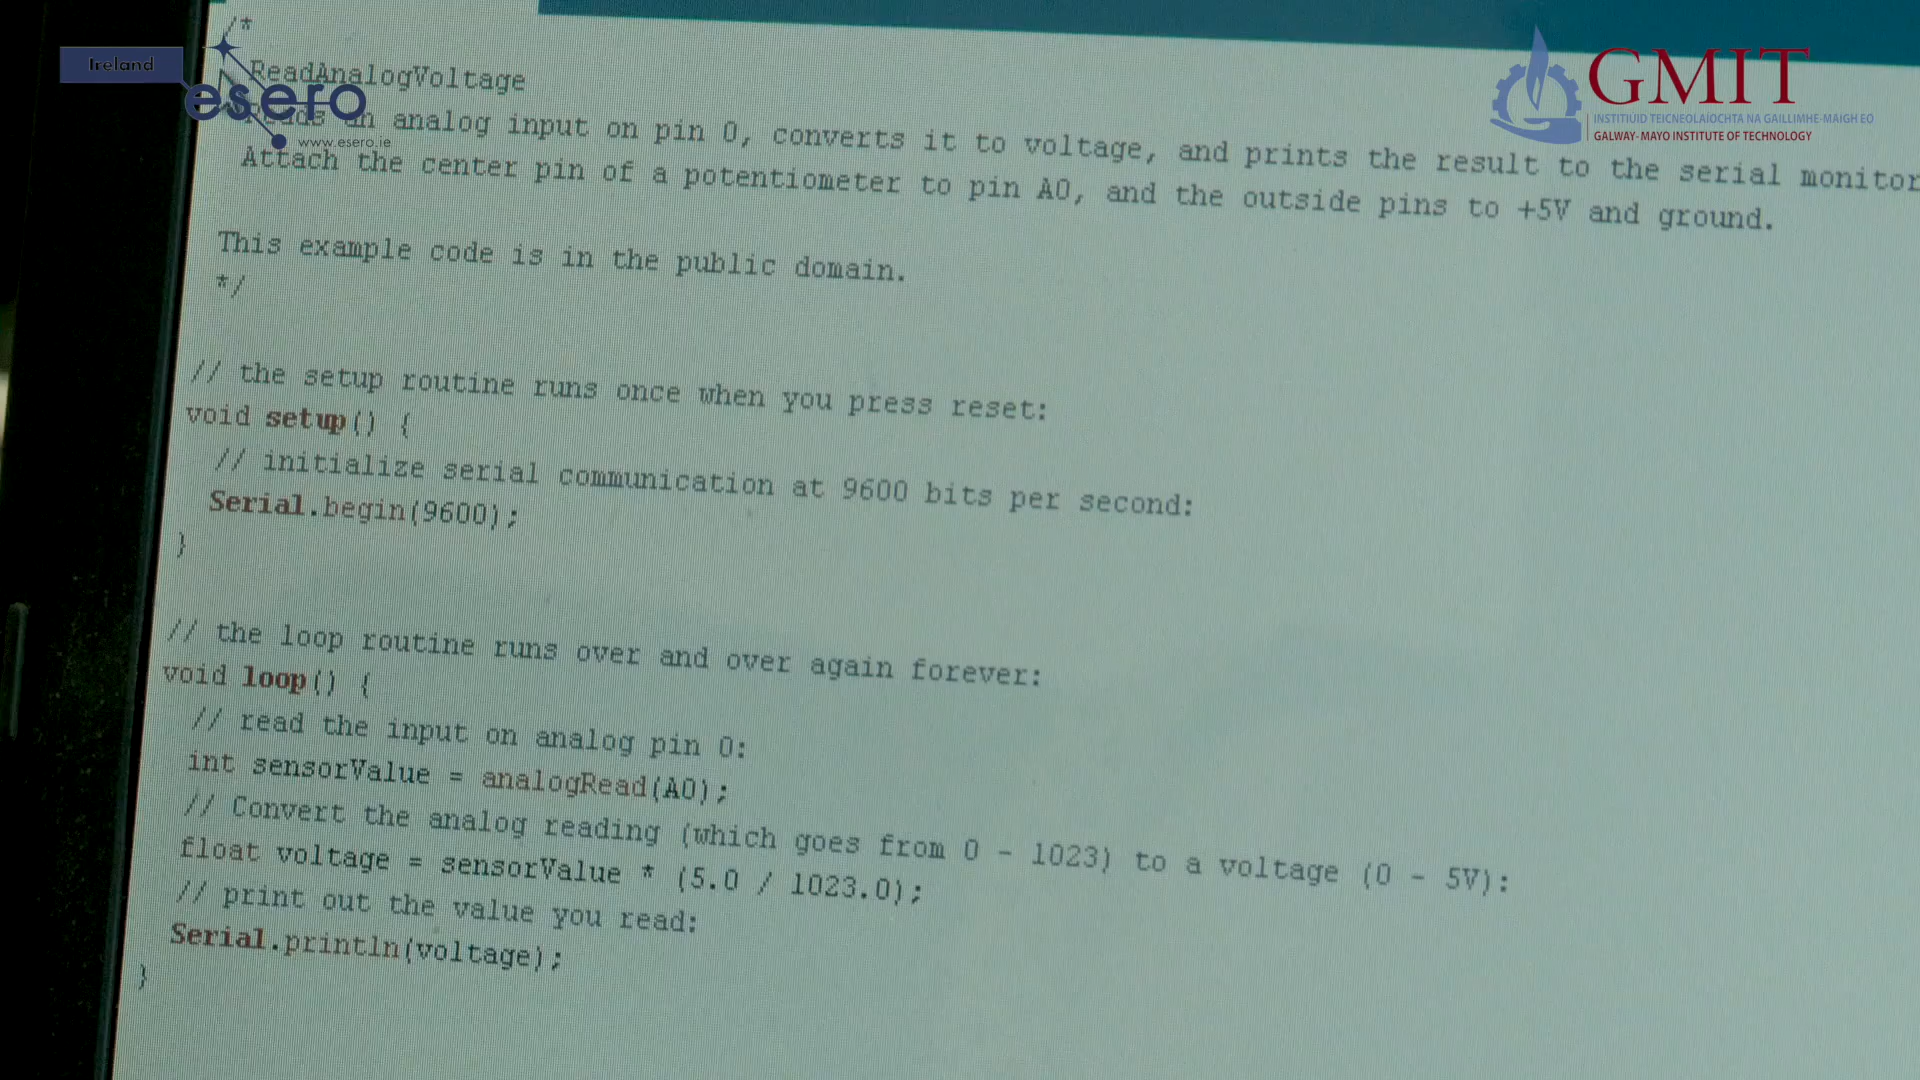 /*
Ireland
ReadAnalogVoltage
esero
www.esero.ie
GMIT
INSTITIÚID TEICNEOLAÍOCHTA NA GAILLIMHE-MAIGH EO
GALWAY-MAYO INSTITUTE OF TECHNOLOGY
Reads an analog input on pin 0, converts it to voltage, and prints the result to the serial monitor
Attach the center pin of a potentiometer to pin A0, and the outside pins to +5V and ground.
This example code is in the public domain.
*/
// the setup routine runs once when you press reset:
void setup() {
// initialize serial communication at 9600 bits per second:
Serial.begin(9600);
}
// the loop routine runs over and over again forever:
void loop() {
// read the input on analog pin 0:
int sensorValue = analogRead(A0);
// Convert the analog reading (which goes from 0 - 1023) to a voltage (0 - 5V):
float voltage = sensorValue * (5.0 / 1023.0);
// print out the value you read:
Serial.println(voltage);
}